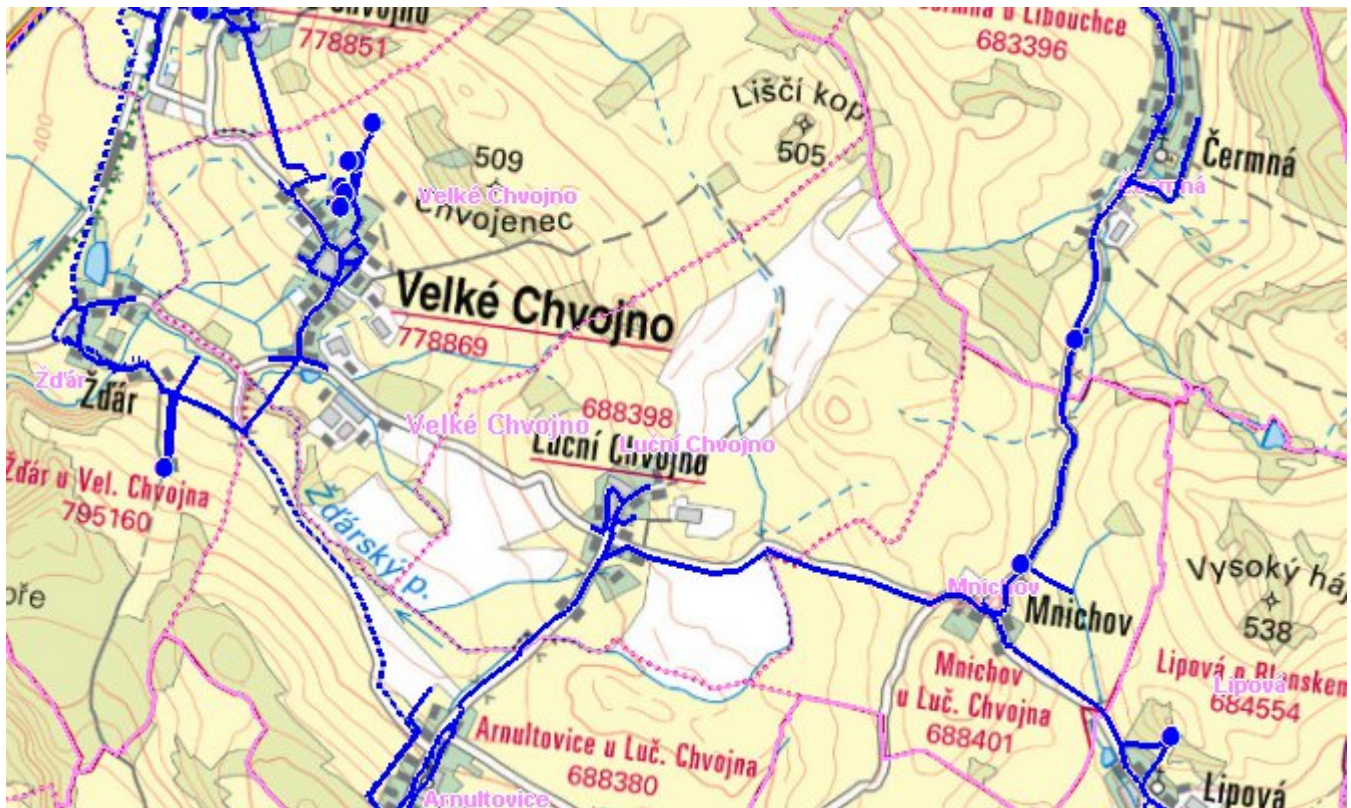 Chvojno
778851
Čermná u Libouchce
683396
Liščí kop
505
Čermná
509
Velké Chvojno
Chvojenec
400
Velké Chvojno
778869
Žďár
Žďár
688398
Velké Chvojno
Luční Chvojno
Luční Chvojno
Žďár u Vel. Chvojna
795160
Žďárský p.
oře
Mnichov
Mnichov
Vysoký háj
538
Mnichov
u Luč. Chvojna
688401
Lipová
684554
Arnultovice u Luč. Chvojna
688380
Arnultovice
Lipová